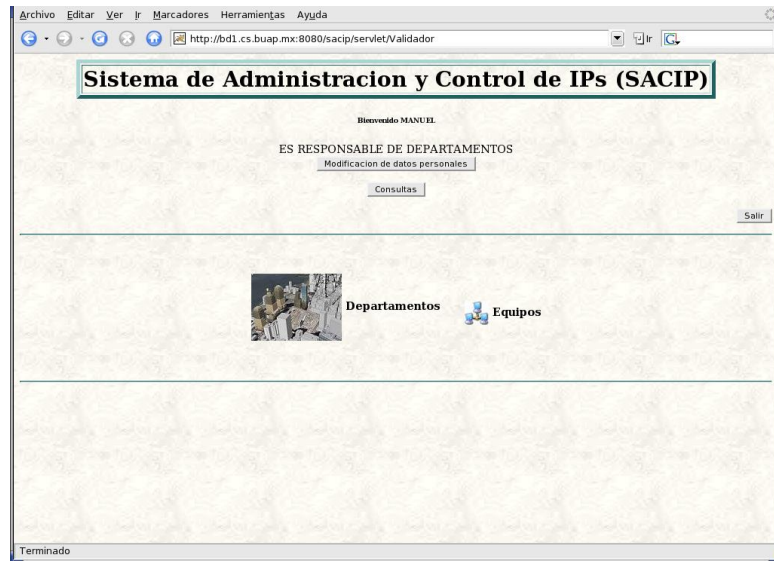 Archivo Editar Ver Ir Marcadores Herramientas Ayuda
http://bd1.cs.buap.mx:8080/sacip/servlet/Validador Ir
Sistema de Administracion y Control de IPs (SACIP)
Bienvenido MANUEL
ES RESPONSABLE DE DEPARTAMENTOS
Modificacion de datos personales
Consultas
Salir
Departamentos Equipos
Terminado